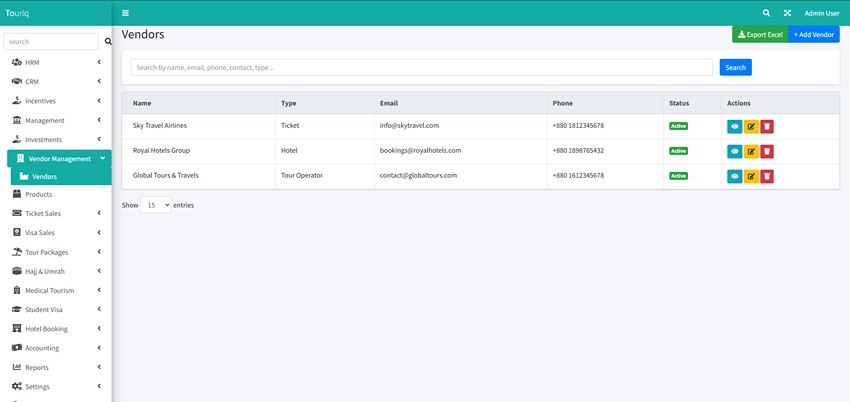 Touriq
Admin User
search
HRM
CRM
Incentives
Management
Investments
Vendor Management
Vendors
Products
Ticket Sales
Visa Sales
Tour Packages
Hajj & Umrah
Medical Tourism
Student Visa
Hotel Booking
Accounting
Reports
Settings
Vendors
Export Excel
+ Add Vendor
Search by name, email, phone, contact, type...
Search
Name Type Email Phone Status Actions
Sky Travel Airlines Ticket info@skytravel.com +880 1812345678 Active
Royal Hotels Group Hotel bookings@royalhotels.com +880 1898765432 Active
Global Tours & Travels Tour Operator contact@globaltours.com +880 1612345678 Active
Show 15 entries